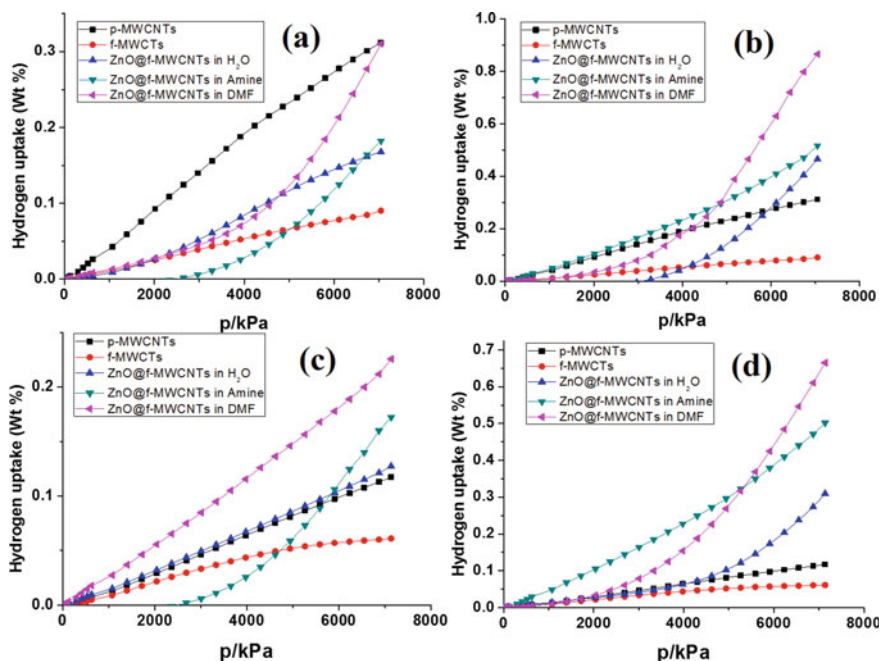 (a)
p-MWCNTs
f-MWCTs
ZnO@f-MWCNTs in H₂O
ZnO@f-MWCNTs in Amine
ZnO@f-MWCNTs in DMF
Hydrogen uptake (Wt %)
0.3
0.2
0.1
0.0
0 2000 4000 6000 8000
p/kPa
(b)
p-MWCNTs
f-MWCTs
ZnO@f-MWCNTs in H₂O
ZnO@f-MWCNTs in Amine
ZnO@f-MWCNTs in DMF
Hydrogen uptake (Wt %)
1.0
0.8
0.6
0.4
0.2
0.0
0 2000 4000 6000 8000
p/kPa
(c)
p-MWCNTs
f-MWCTs
ZnO@f-MWCNTs in H₂O
ZnO@f-MWCNTs in Amine
ZnO@f-MWCNTs in DMF
Hydrogen uptake (Wt %)
0.2
0.1
0.0
0 2000 4000 6000 8000
p/kPa
(d)
p-MWCNTs
f-MWCTs
ZnO@f-MWCNTs in H₂O
ZnO@f-MWCNTs in Amine
ZnO@f-MWCNTs in DMF
Hydrogen uptake (Wt %)
0.7
0.6
0.5
0.4
0.3
0.2
0.1
0.0
0 2000 4000 6000 8000
p/kPa